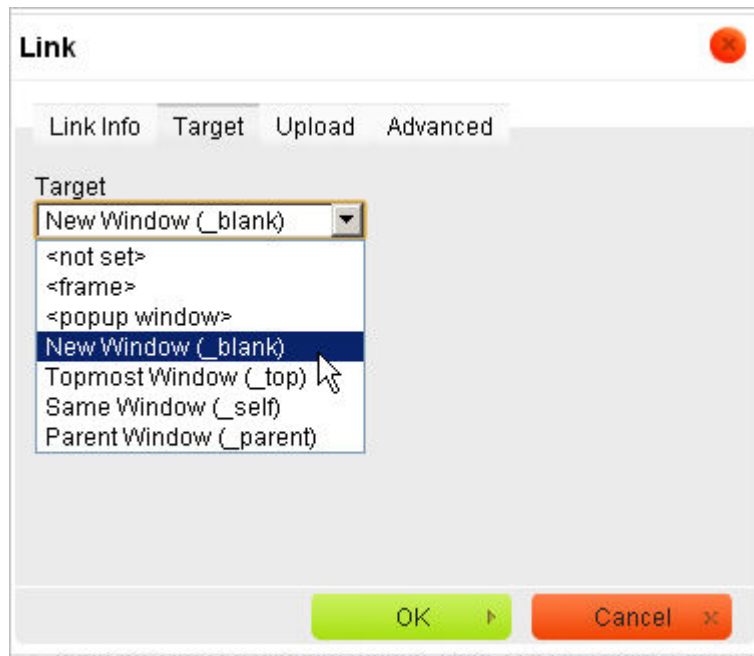 Link
Link Info Target Upload Advanced
Target
New Window (_blank)
<not set>
<frame>
<popup window>
New Window (_blank)
Topmost Window (_top)
Same Window (_self)
Parent Window (_parent)
OK Cancel